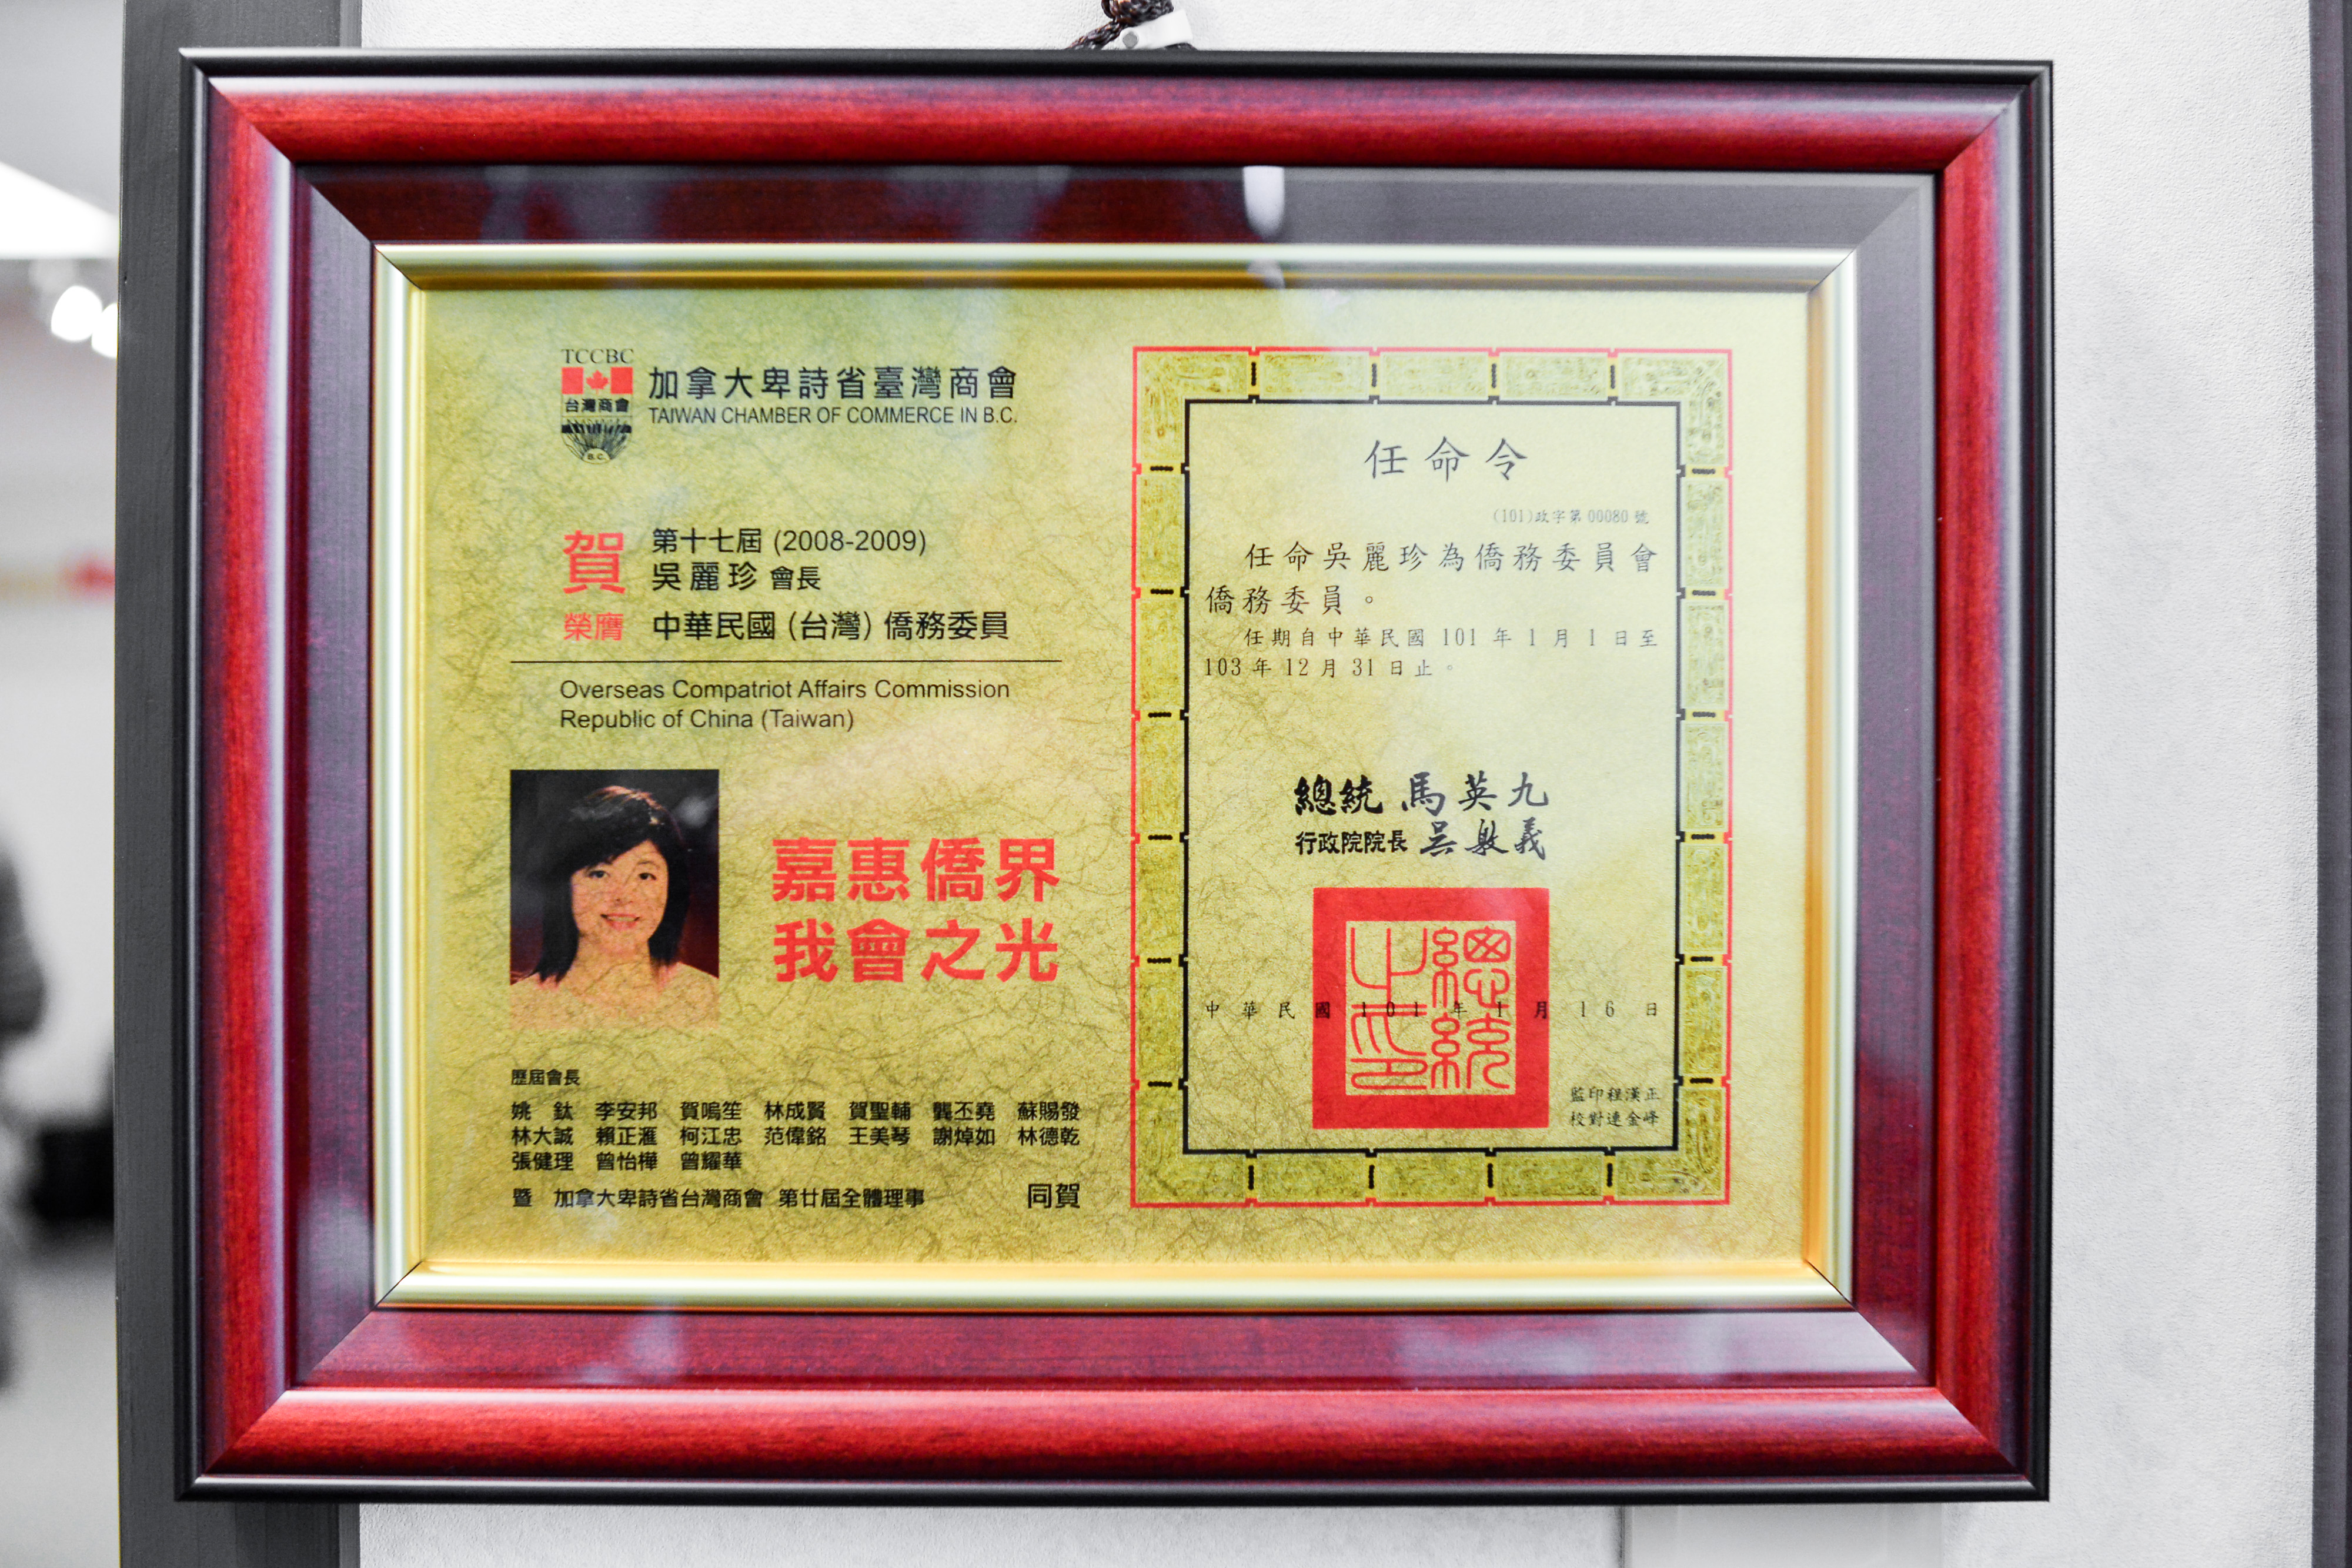 TCCBC
台灣商會
B.C.
加拿大卑詩省臺灣商會
TAIWAN CHAMBER OF COMMERCE IN B.C.
賀
第十七屆 (2008-2009)
吳麗珍 會長
榮膺 中華民國 (台灣) 僑務委員
Overseas Compatriot Affairs Commission
Republic of China (Taiwan)
嘉惠僑界
我會之光
歷屆會長
姚 鈦 李安邦 賀鳴笙 林成賢 賀聖輔 龔丕堯 蘇賜發
林大誠 賴正滙 柯江忠 范偉銘 王美琴 謝焯如 林德乾
張健理 曾怡樺 曾耀華
暨 加拿大卑詩省台灣商會 第廿屆全體理事 同賀
任命令
(101)政字第 00080 號
任命吳麗珍為僑務委員會
僑務委員。
任期自中華民國 101 年 1 月 1 日至
103 年 12 月 31 日止。
總統 馬英九
行政院院長 吳敦義
總統之印
中華民國 101 年 1 月 16 日
監印程漢正
校對連金峰